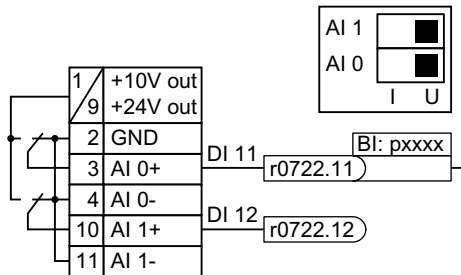 AI 1
AI 0
I U
1 +10V out
9 +24V out
2 GND
3 AI 0+
4 AI 0-
10 AI 1+
11 AI 1-
DI 11
r0722.11
BI: pxxxx
DI 12
r0722.12